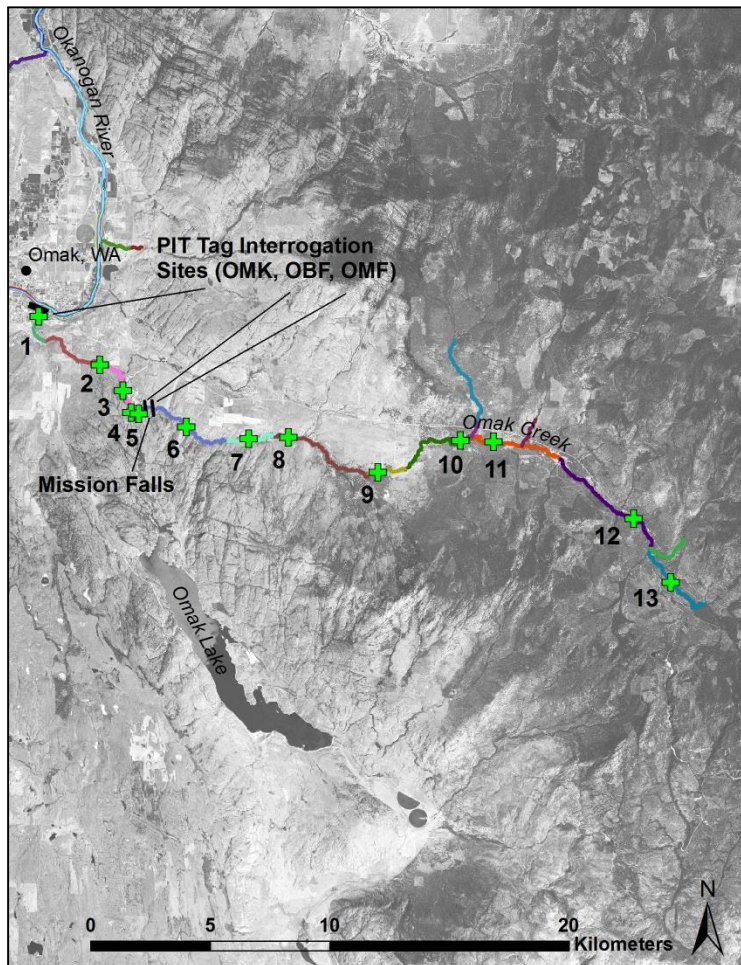 Okanogan River
PIT Tag Interrogation
Omak, WA
Sites (OMK, OBF, OMF)
1
2
3
4
5
6
7
8
Mission Falls
9
10
Omak Creek
11
12
13
Omak Lake
N
0
10
20
Kilometers